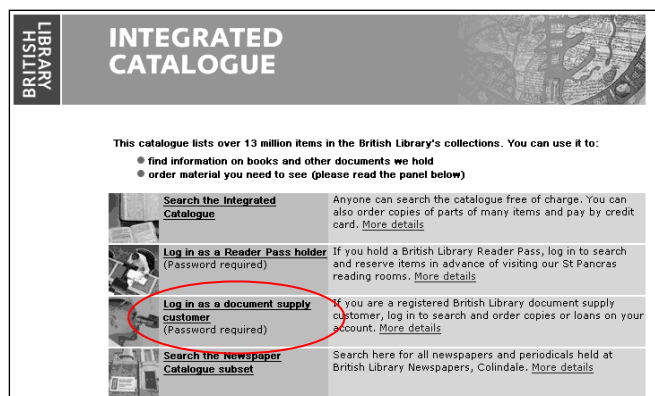 BRITISH
LIBRARY
INTEGRATED
CATALOGUE
This catalogue lists over 13 million items in the British Library's collections. You can use it to:
find information on books and other documents we hold
order material you need to see (please read the panel below)
Search the Integrated
Catalogue
Anyone can search the catalogue free of charge. You can
also order copies of parts of many items and pay by credit
card. More details
Log in as a Reader Pass holder
(Password required)
If you hold a British Library Reader Pass, log in to search
and reserve items in advance of visiting our St Pancras
reading rooms. More details
Log in as a document supply
customer
(Password required)
If you are a registered British Library document supply
customer, log in to search and order copies or loans on your
account. More details
Search the Newspaper
Catalogue subset
Search here for all newspapers and periodicals held at
British Library Newspapers, Colindale. More details